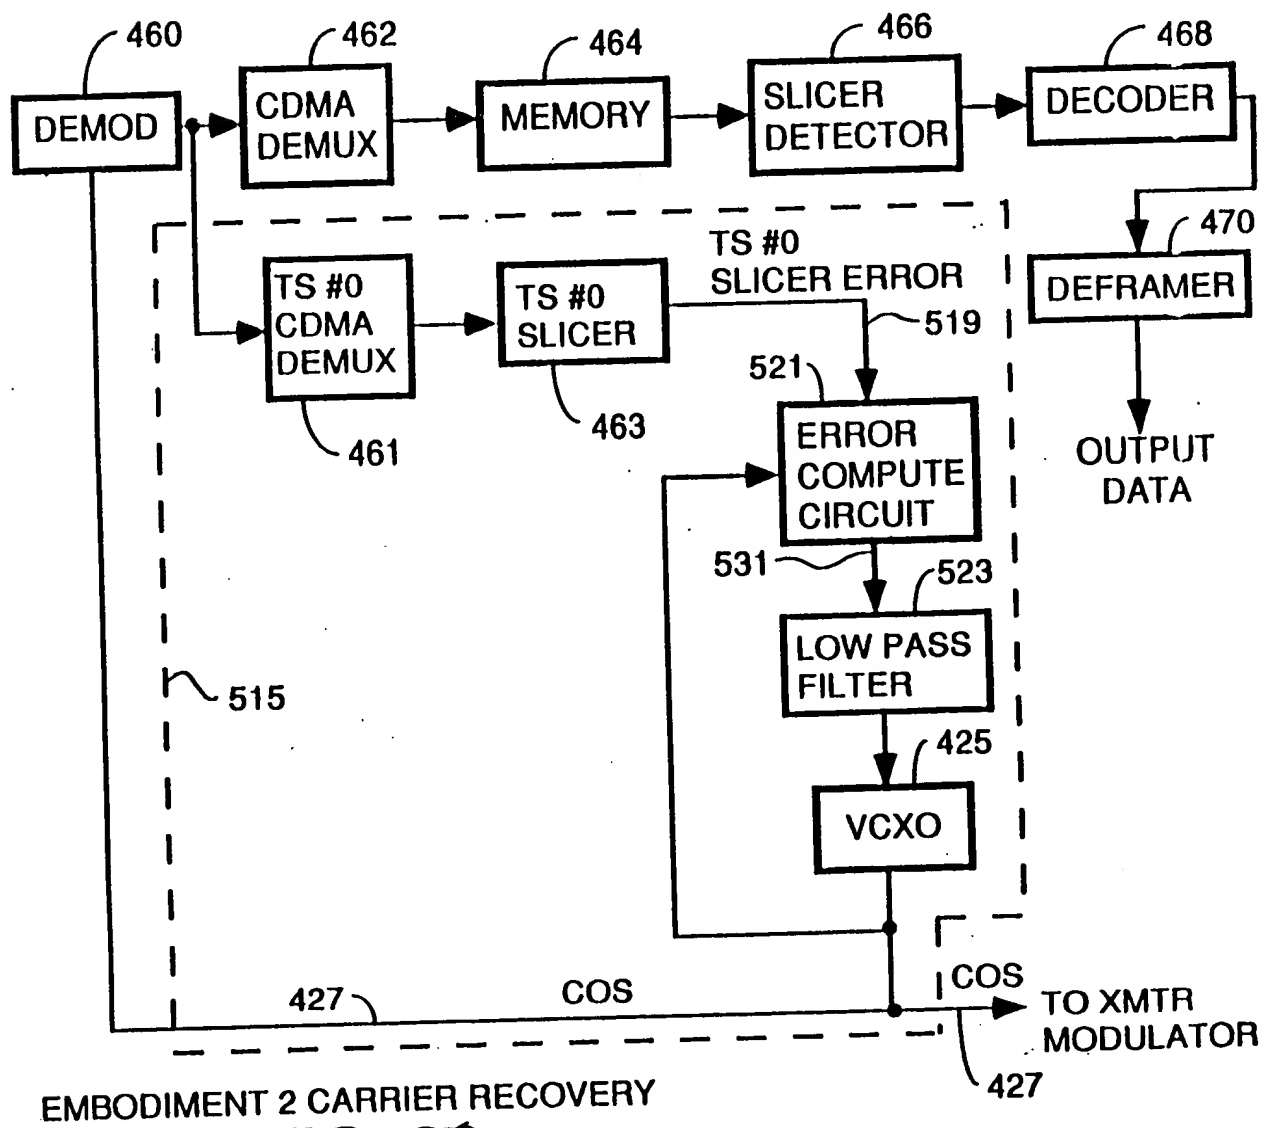 460
462
464
466
468
DEMOD
CDMA
DEMUX
MEMORY
SLICER
DETECTOR
DECODER
470
DEFRAMER
OUTPUT
DATA
TS #0
CDMA
DEMUX
461
TS #0
SLICER
463
TS #0
SLICER ERROR
519
521
ERROR
COMPUTE
CIRCUIT
531
523
LOW PASS
FILTER
515
425
VCXO
427
COS
COS
TO XMTR
MODULATOR
427
EMBODIMENT 2 CARRIER RECOVERY